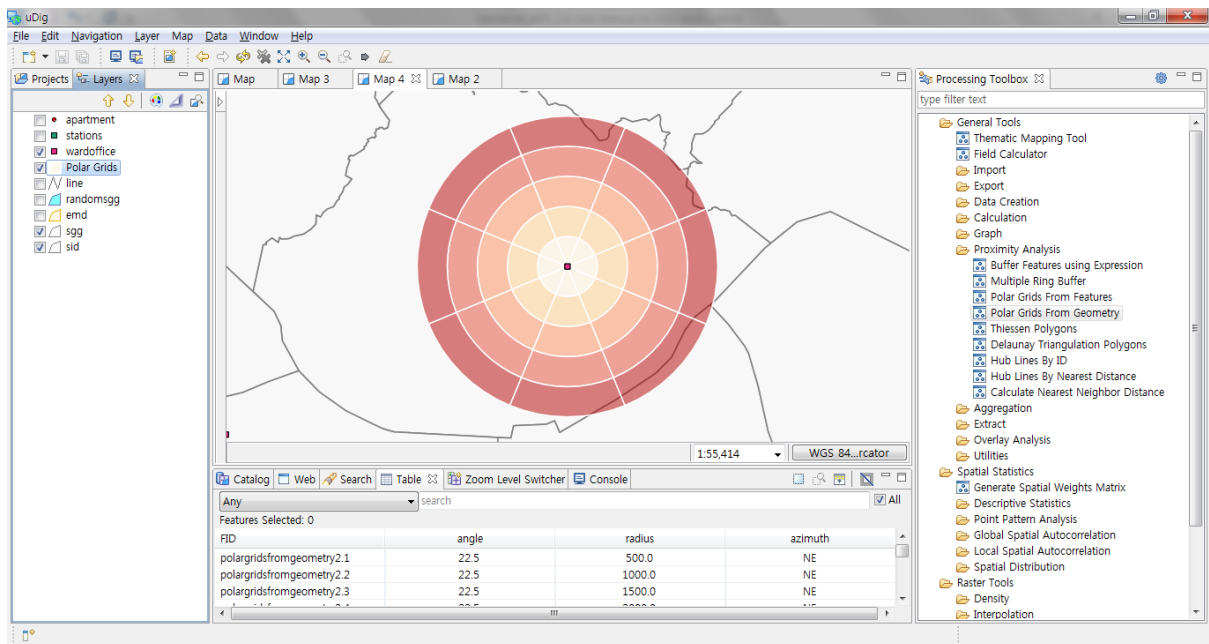 uDig
File Edit Navigation Layer Map Data Window Help
Projects Layers
apartment
stations
wardoffice
Polar Grids
line
randomsgg
emd
sgg
sid
Map Map 3 Map 4 Map 2
1:55,414 WGS 84...rcator
Catalog Web Search Table Zoom Level Switcher Console
Any search All
Features Selected: 0
FID angle radius azimuth
polargridsfromgeometry2.1 22.5 500.0 NE
polargridsfromgeometry2.2 22.5 1000.0 NE
polargridsfromgeometry2.3 22.5 1500.0 NE
Processing Toolbox
type filter text
General Tools
Thematic Mapping Tool
Field Calculator
Import
Export
Data Creation
Calculation
Graph
Proximity Analysis
Buffer Features using Expression
Multiple Ring Buffer
Polar Grids From Features
Polar Grids From Geometry
Thiessen Polygons
Delaunay Triangulation Polygons
Hub Lines By ID
Hub Lines By Nearest Distance
Calculate Nearest Neighbor Distance
Aggregation
Extract
Overlay Analysis
Utilities
Spatial Statistics
Generate Spatial Weights Matrix
Descriptive Statistics
Point Pattern Analysis
Global Spatial Autocorrelation
Local Spatial Autocorrelation
Spatial Distribution
Raster Tools
Density
Interpolation